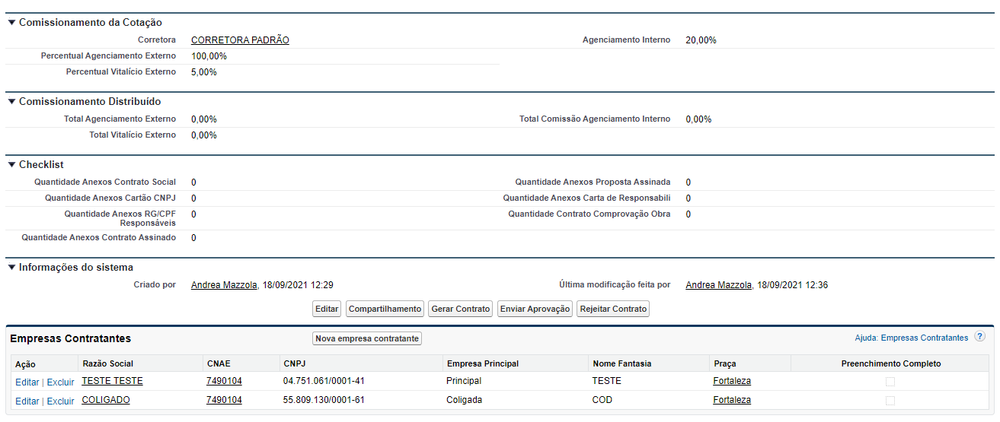 Comissionamento da Cotação
Corretora CORRETORA PADRÃO Agenciamento Interno 20,00%
Percentual Agenciamento Externo 100,00%
Percentual Vitalício Externo 5,00%
Comissionamento Distribuído
Total Agenciamento Externo 0,00% Total Comissão Agenciamento Interno 0,00%
Total Vitalício Externo 0,00%
Checklist
Quantidade Anexos Contrato Social 0 Quantidade Anexos Proposta Assinada 0
Quantidade Anexos Cartão CNPJ 0 Quantidade Anexos Carta de Responsabili 0
Quantidade Anexos RG/CPF Responsáveis 0 Quantidade Contrato Comprovação Obra 0
Quantidade Anexos Contrato Assinado 0
Informações do sistema
Criado por Andrea Mazzola, 18/09/2021 12:29 Última modificação feita por Andrea Mazzola, 18/09/2021 12:36
Editar Compartilhamento Gerar Contrato Enviar Aprovação Rejeitar Contrato
Empresas Contratantes Nova empresa contratante Ajuda: Empresas Contratantes ?
Ação Razão Social CNAE CNPJ Empresa Principal Nome Fantasia Praça Preenchimento Completo
Editar | Excluir TESTE TESTE 7490104 04.751.061/0001-41 Principal TESTE Fortaleza
Editar | Excluir COLIGADO 7490104 55.809.130/0001-61 Coligada COD Fortaleza